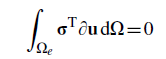 ∫_{Ω_e} σ^T ∂u dΩ = 0